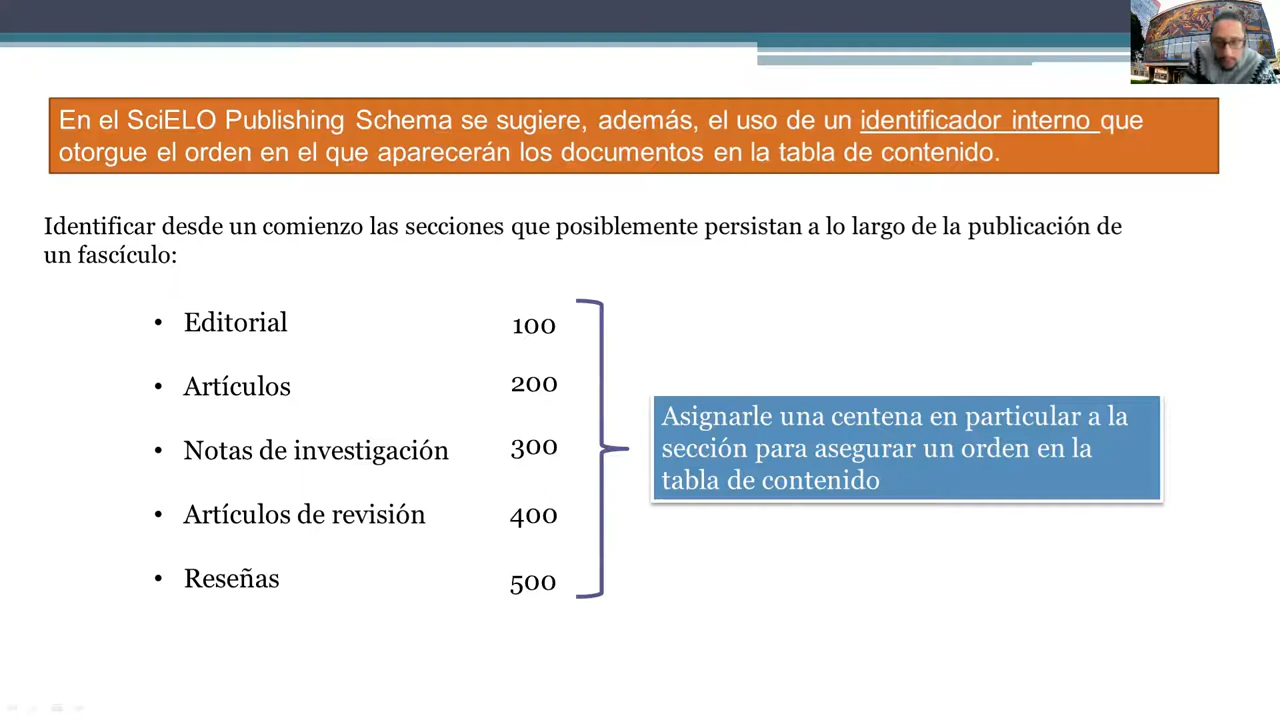 En el SciELO Publishing Schema se sugiere, además, el uso de un identificador interno que
otorgue el orden en el que aparecerán los documentos en la tabla de contenido.
Identificar desde un comienzo las secciones que posiblemente persistan a lo largo de la publicación de
un fascículo:
• Editorial 100
• Artículos 200
• Notas de investigación 300
• Artículos de revisión 400
• Reseñas 500
Asignarle una centena en particular a la
sección para asegurar un orden en la
tabla de contenido